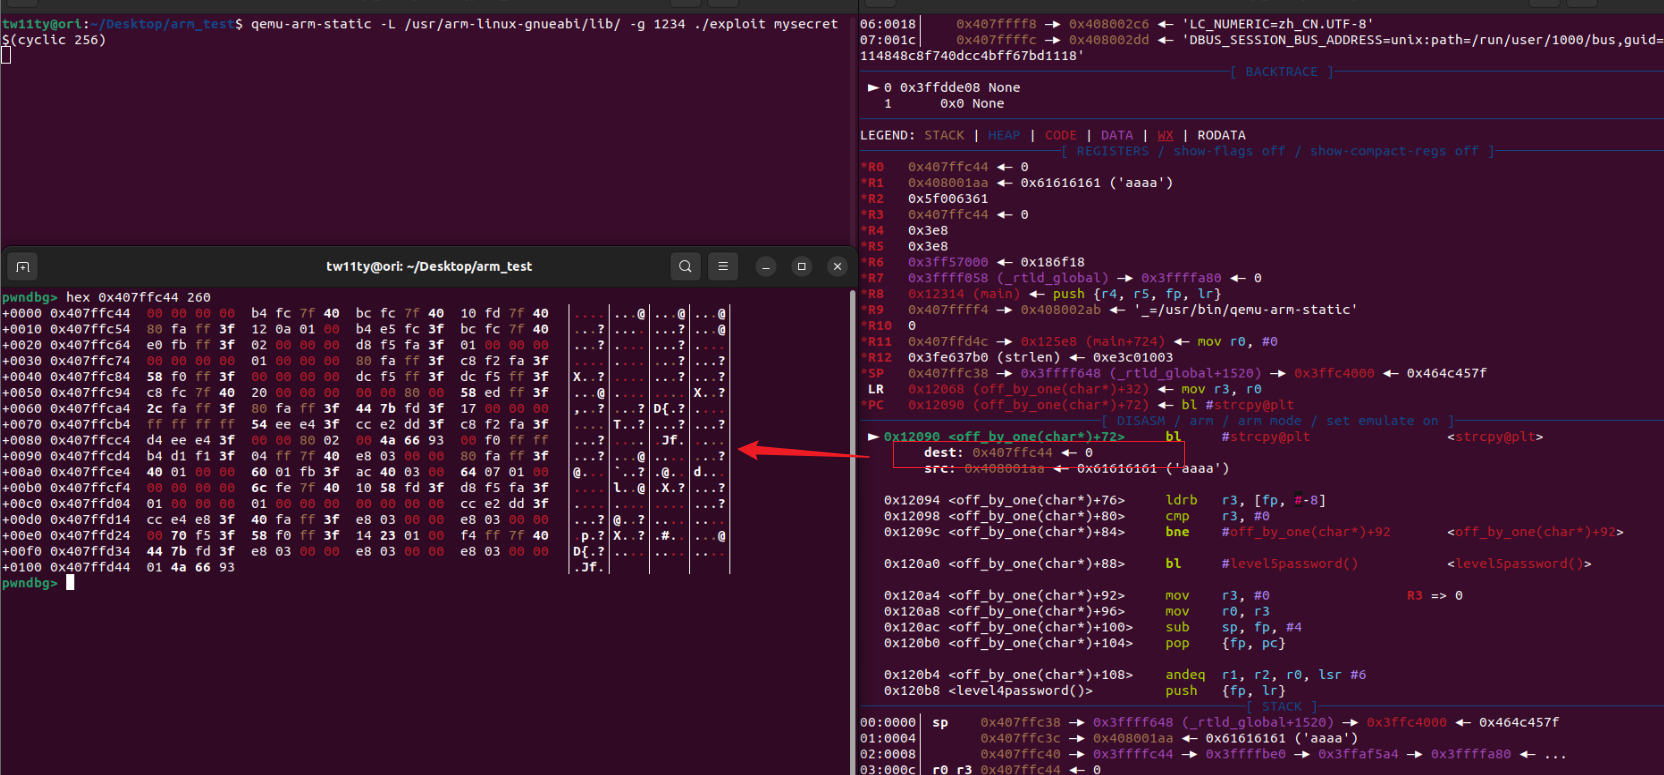 tw11ty@ori:~/Desktop/arm_test$ qemu-arm-static -L /usr/arm-linux-gnueabi/lib/ -g 1234 ./exploit mysecret
$(cyclic 256)
tw11ty@ori: ~/Desktop/arm_test
pwndbg> hex 0x407ffc44 260
+0000 0x407ffc44  00 00 00 00  b4 fc 7f 40  bc fc 7f 40  10 fd 7f 40  |....|...@|...@|...@|
+0010 0x407ffc54  80 fa ff 3f  12 0a 01 00  b4 e5 fc 3f  bc fc 7f 40  |...?|....|...?|...@|
+0020 0x407ffc64  e0 fb ff 3f  02 00 00 00  d8 f5 fa 3f  01 00 00 00  |...?|....|...?|....|
+0030 0x407ffc74  00 00 00 00  01 00 00 00  80 fa ff 3f  c8 f2 fa 3f  |....|....|...?|...?|
+0040 0x407ffc84  58 f0 ff 3f  00 00 00 00  dc f5 ff 3f  dc f5 ff 3f  |X..?|....|...?|...?|
+0050 0x407ffc94  c8 fc 7f 40  20 00 00 00  00 00 80 00  58 ed ff 3f  |...@|....|....|X..?|
+0060 0x407ffca4  2c fa ff 3f  80 fa ff 3f  44 7b fd 3f  17 00 00 00  |,..?|...?|D{.?|....|
+0070 0x407ffcb4  ff ff ff ff  54 ee e4 3f  cc e2 dd 3f  c8 f2 fa 3f  |....|T..?|...?|...?|
+0080 0x407ffcc4  d4 ee e4 3f  00 00 80 02  00 4a 66 93  00 f0 ff ff  |...?|....|.Jf.|....|
+0090 0x407ffcd4  b4 d1 f1 3f  04 ff 7f 40  e8 03 00 00  80 fa ff 3f  |...?|...@|....|...?|
+00a0 0x407ffce4  40 01 00 00  60 01 fb 3f  ac 40 03 00  64 07 01 00  |@...|`..?|.@..|d...|
+00b0 0x407ffcf4  00 00 00 00  6c fe 7f 40  10 58 fd 3f  d8 f5 fa 3f  |....|l..@|.X.?|...?|
+00c0 0x407ffd04  01 00 00 00  01 00 00 00  00 00 00 00  cc e2 dd 3f  |....|....|....|...?|
+00d0 0x407ffd14  cc e4 e8 3f  40 fa ff 3f  e8 03 00 00  e8 03 00 00  |...?|@..?|....|....|
+00e0 0x407ffd24  00 70 f5 3f  58 f0 ff 3f  14 23 01 00  f4 ff 7f 40  |.p.?|X..?|.#..|...@|
+00f0 0x407ffd34  44 7b fd 3f  e8 03 00 00  e8 03 00 00  e8 03 00 00  |D{.?|....|....|....|
+0100 0x407ffd44  01 4a 66 93  |.Jf.|
pwndbg>
06:0018│  0x407ffff8 —► 0x408002c6 ◄— 'LC_NUMERIC=zh_CN.UTF-8'
07:001c│  0x407ffffc —► 0x408002dd ◄— 'DBUS_SESSION_BUS_ADDRESS=unix:path=/run/user/1000/bus,guid=
114848c8f740dcc4bff67bd1118'
[ BACKTRACE ]
► 0 0x3ffdde08 None
1      0x0 None
LEGEND: STACK | HEAP | CODE | DATA | WX | RODATA
[ REGISTERS / show-flags off / show-compact-regs off ]
*R0   0x407ffc44 ◄— 0
*R1   0x408001aa ◄— 0x61616161 ('aaaa')
*R2   0x5f006361
*R3   0x407ffc44 ◄— 0
*R4   0x3e8
*R5   0x3e8
*R6   0x3ff57000 ◄— 0x186f18
*R7   0x3ffff058 (_rtld_global) —► 0x3ffffa80 ◄— 0
*R8   0x12314 (main) ◄— push {r4, r5, fp, lr}
*R9   0x407ffff4 —► 0x408002ab ◄— '_=/usr/bin/qemu-arm-static'
*R10  0
*R11  0x407ffd4c —► 0x125e8 (main+724) ◄— mov r0, #0
*R12  0x3fe637b0 (strlen) ◄— 0xe3c01003
*SP   0x407ffc38 —► 0x3ffff648 (_rtld_global+1520) —► 0x3ffc4000 ◄— 0x464c457f
LR   0x12068 (off_by_one(char*)+32) ◄— mov r3, r0
*PC   0x12090 (off_by_one(char*)+72) ◄— bl #strcpy@plt
[ DISASM / arm / arm mode / set emulate on ]
► 0x12090 <off_by_one(char*)+72>    bl     #strcpy@plt                 <strcpy@plt>
dest: 0x407ffc44 ◄— 0
src: 0x408001aa ◄— 0x61616161 ('aaaa')
0x12094 <off_by_one(char*)+76>    ldrb   r3, [fp, #-8]
0x12098 <off_by_one(char*)+80>    cmp    r3, #0
0x1209c <off_by_one(char*)+84>    bne    #off_by_one(char*)+92       <off_by_one(char*)+92>
0x120a0 <off_by_one(char*)+88>    bl     #level5password()           <level5password()>
0x120a4 <off_by_one(char*)+92>    mov    r3, #0                 R3 => 0
0x120a8 <off_by_one(char*)+96>    mov    r0, r3
0x120ac <off_by_one(char*)+100>   sub    sp, fp, #4
0x120b0 <off_by_one(char*)+104>   pop    {fp, pc}
0x120b4 <off_by_one(char*)+108>   andeq  r1, r2, r0, lsr #6
0x120b8 <level4password()>        push   {fp, lr}
[ STACK ]
00:0000│ sp    0x407ffc38 —► 0x3ffff648 (_rtld_global+1520) —► 0x3ffc4000 ◄— 0x464c457f
01:0004│       0x407ffc3c —► 0x408001aa ◄— 0x61616161 ('aaaa')
02:0008│       0x407ffc40 —► 0x3ffffc44 —► 0x3ffffbe0 —► 0x3ffaf5a4 —► 0x3ffffa80 ◄— ...
03:000c│ r0 r3 0x407ffc44 ◄— 0